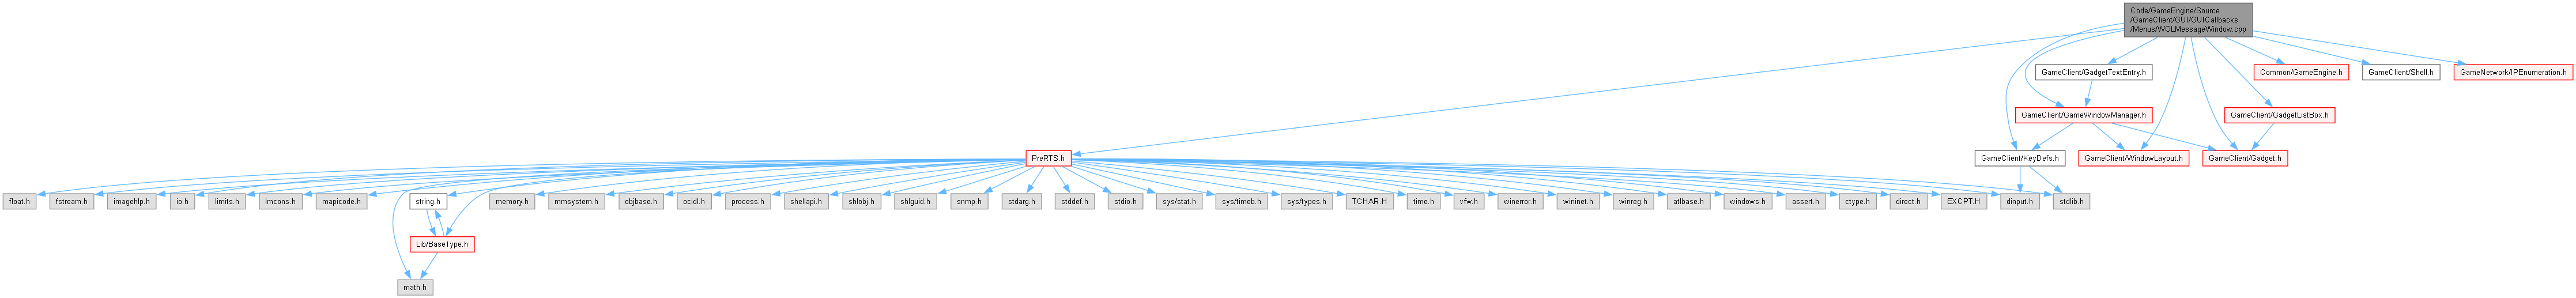 Code/GameEngine/Source
/GameClient/GUI/GUICallbacks
/Menus/WOLMessageWindow.cpp
GameClient/GadgetTextEntry.h
Common/GameEngine.h
GameClient/Shell.h
GameNetwork/IPEnumeration.h
GameClient/GameWindowManager.h
GameClient/GadgetListBox.h
PreRTS.h
GameClient/KeyDefs.h
GameClient/WindowLayout.h
GameClient/Gadget.h
float.h
fstream.h
imagehlp.h
io.h
limits.h
lmcons.h
mapicode.h
string.h
memory.h
mmsystem.h
objbase.h
ocidl.h
process.h
shellapi.h
shlobj.h
shlguid.h
snmp.h
stdarg.h
stddef.h
stdio.h
sys/stat.h
sys/timeb.h
sys/types.h
TCHAR.H
time.h
vfw.h
winerror.h
wininet.h
winreg.h
atlbase.h
windows.h
assert.h
ctype.h
direct.h
EXCPT.H
dinput.h
stdlib.h
Lib/BaseType.h
math.h